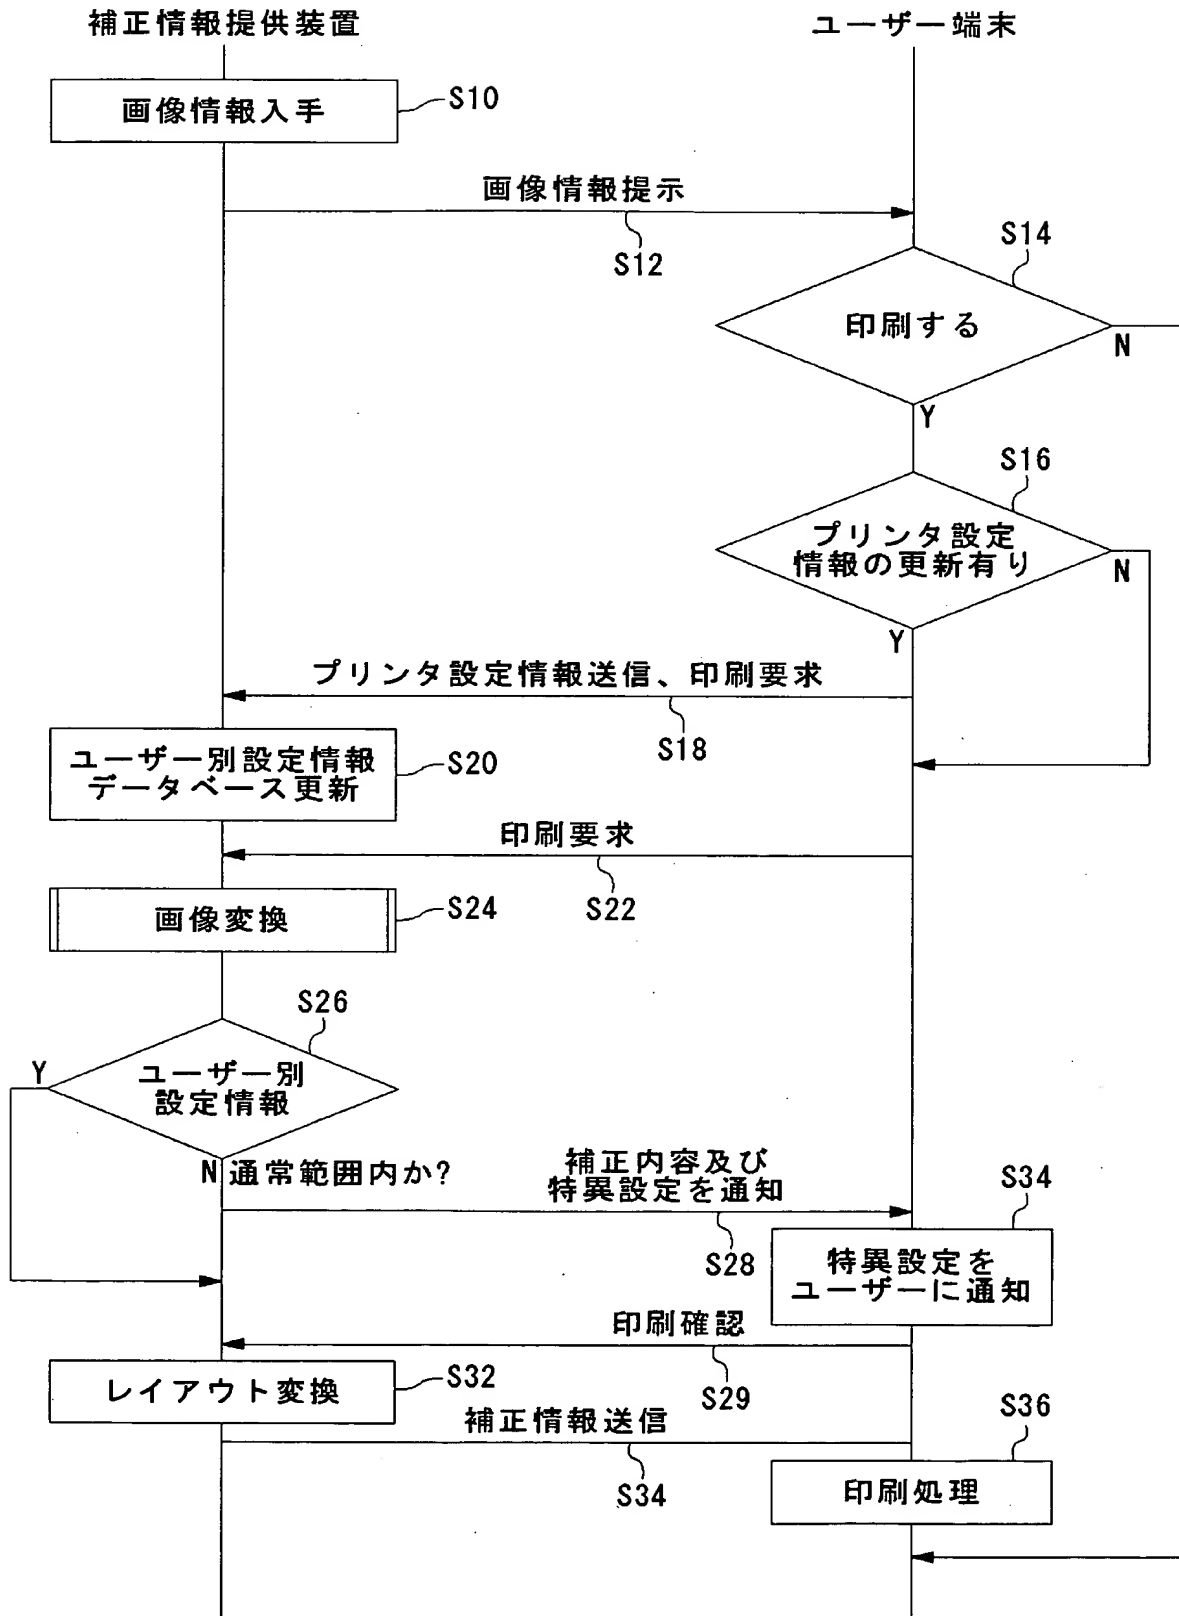 補正情報提供装置
ユーザー端末
画像情報入手
S10
画像情報提示
S12
S14
印刷する
N
Y
S16
プリンタ設定
情報の更新有り
N
Y
プリンタ設定情報送信、印刷要求
S18
ユーザー別設定情報
データベース更新
S20
印刷要求
S22
画像変換
S24
S26
Y
ユーザー別
設定情報
N 通常範囲内か?
補正内容及び
特異設定を通知
S28
S34
特異設定を
ユーザーに通知
印刷確認
S29
レイアウト変換
S32
補正情報送信
S34
S36
印刷処理